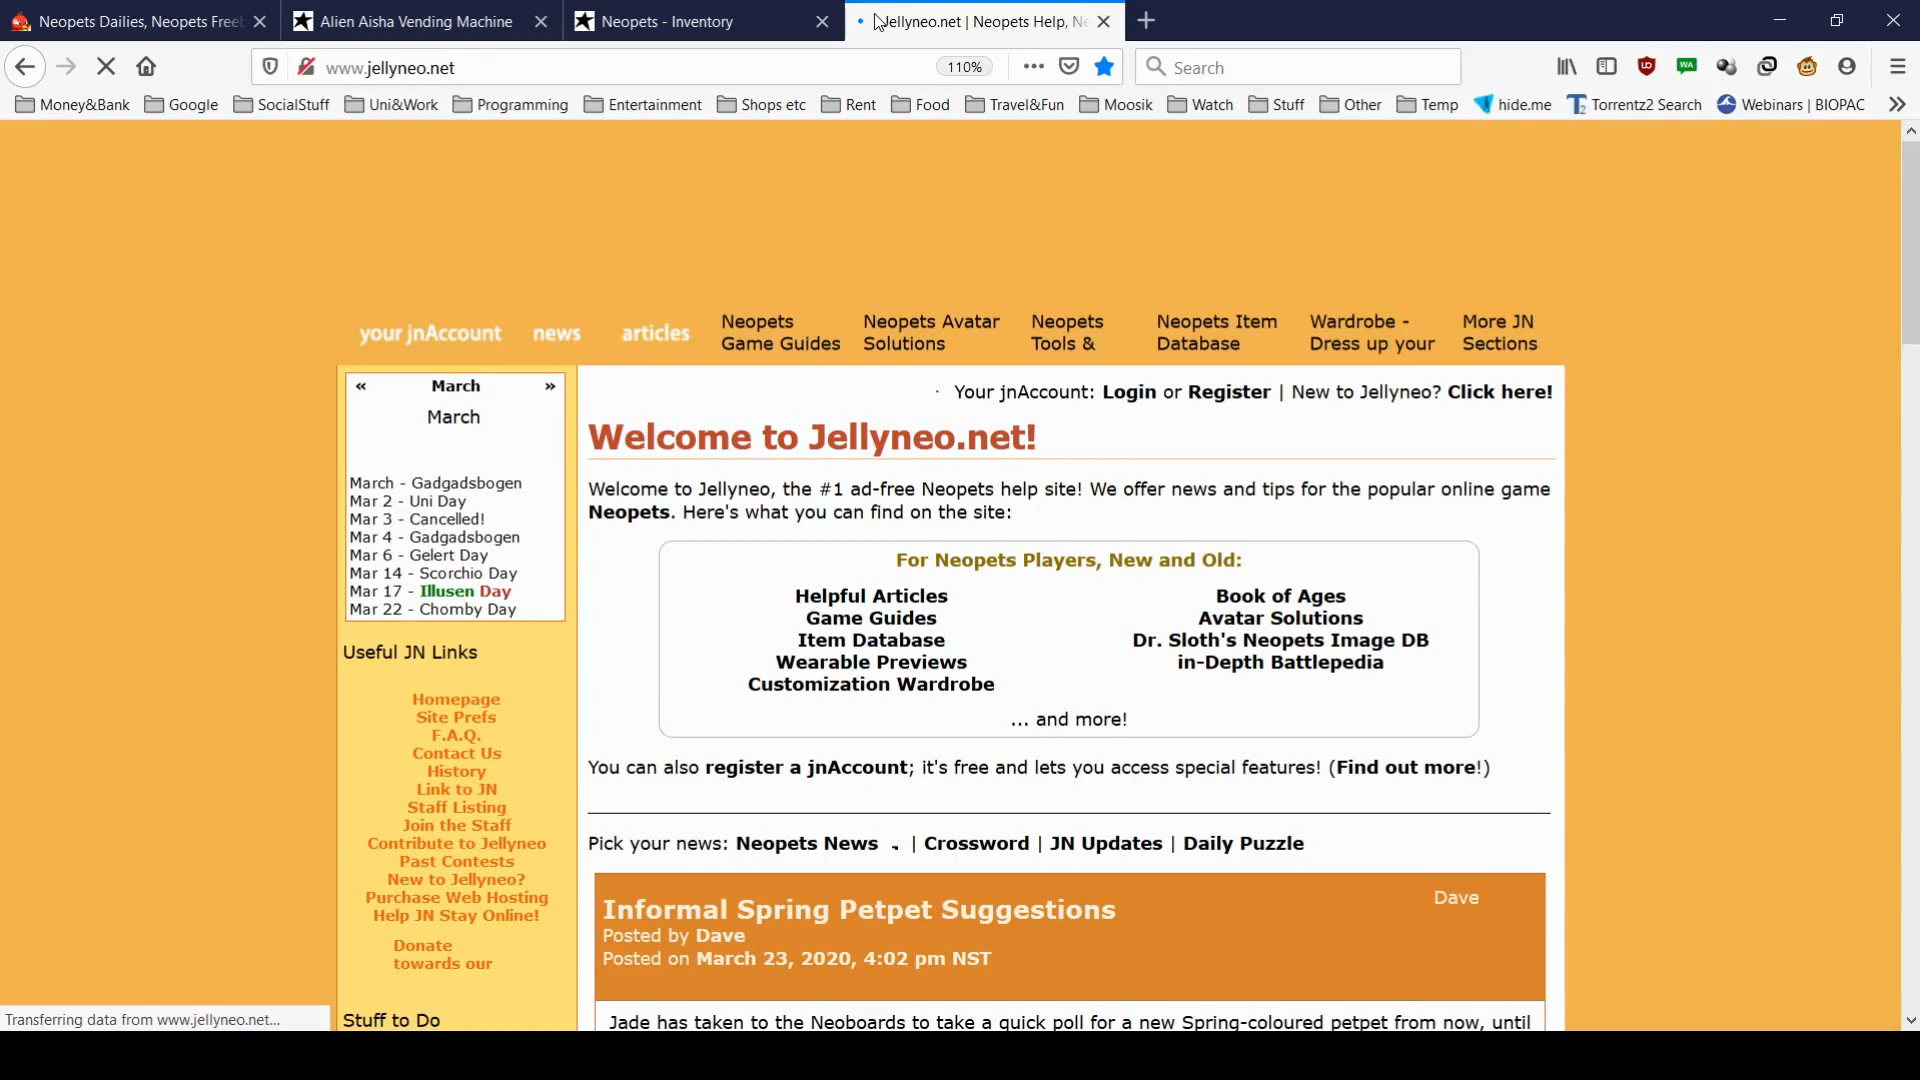 Neopets Dailies, Neopets Free
Alien Aisha Vending Machine
Neopets - Inventory
Jellyneo.net | Neopets Help, Ne
www.jellyneo.net
110%
Search
Money&Bank
Google
SocialStuff
Uni&Work
Programming
Entertainment
Shops etc
Rent
Food
Travel&Fun
Moosik
Watch
Stuff
Other
Temp
hide.me
Torrentz2 Search
Webinars | BIOPAC
your jnAccount
news
articles
Neopets
Game Guides
Neopets Avatar
Solutions
Neopets
Tools &
Neopets Item
Database
Wardrobe -
Dress up your
More JN
Sections
« March »
March
March - Gadgadsbogen
Mar 2 - Uni Day
Mar 3 - Cancelled!
Mar 4 - Gadgadsbogen
Mar 6 - Gelert Day
Mar 14 - Scorchio Day
Mar 17 - Illusen Day
Mar 22 - Chomby Day
Useful JN Links
Homepage
Site Prefs
F.A.Q.
Contact Us
History
Link to JN
Staff Listing
Join the Staff
Contribute to Jellyneo
Past Contests
New to Jellyneo?
Purchase Web Hosting
Help JN Stay Online!
Donate
towards our
Stuff to Do
Your jnAccount: Login or Register | New to Jellyneo? Click here!
Welcome to Jellyneo.net!
Welcome to Jellyneo, the #1 ad-free Neopets help site! We offer news and tips for the popular online game
Neopets. Here's what you can find on the site:
For Neopets Players, New and Old:
Helpful Articles
Game Guides
Item Database
Wearable Previews
Customization Wardrobe
Book of Ages
Avatar Solutions
Dr. Sloth's Neopets Image DB
in-Depth Battlepedia
... and more!
You can also register a jnAccount; it's free and lets you access special features! (Find out more!)
Pick your news: Neopets News | Crossword | JN Updates | Daily Puzzle
Informal Spring Petpet Suggestions
Dave
Posted by Dave
Posted on March 23, 2020, 4:02 pm NST
Jade has taken to the Neoboards to take a quick poll for a new Spring-coloured petpet from now, until
Transferring data from www.jellyneo.net...